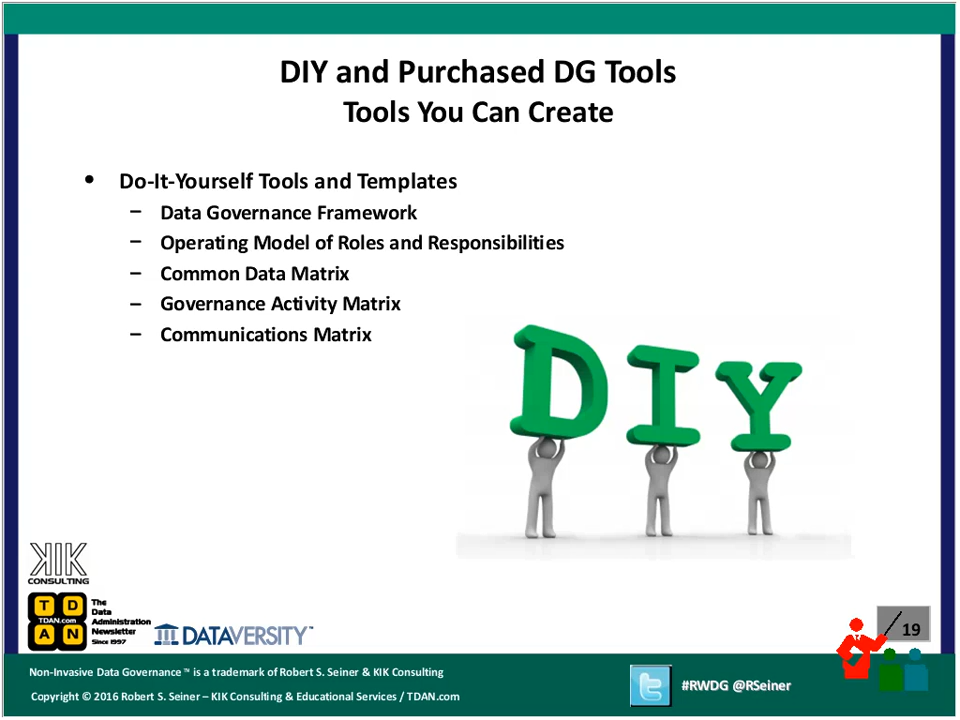 DIY and Purchased DG Tools
Tools You Can Create
• Do-It-Yourself Tools and Templates
– Data Governance Framework
– Operating Model of Roles and Responsibilities
– Common Data Matrix
– Governance Activity Matrix
– Communications Matrix
DIY
KIK
CONSULTING
T D
TDAN.com
A N
The
Data
Administration
Newsletter
Since 1997
DATAVERSITY™
19
Non-Invasive Data Governance ™ is a trademark of Robert S. Seiner & KIK Consulting
Copyright © 2016 Robert S. Seiner – KIK Consulting & Educational Services / TDAN.com
#RWDG @RSeiner